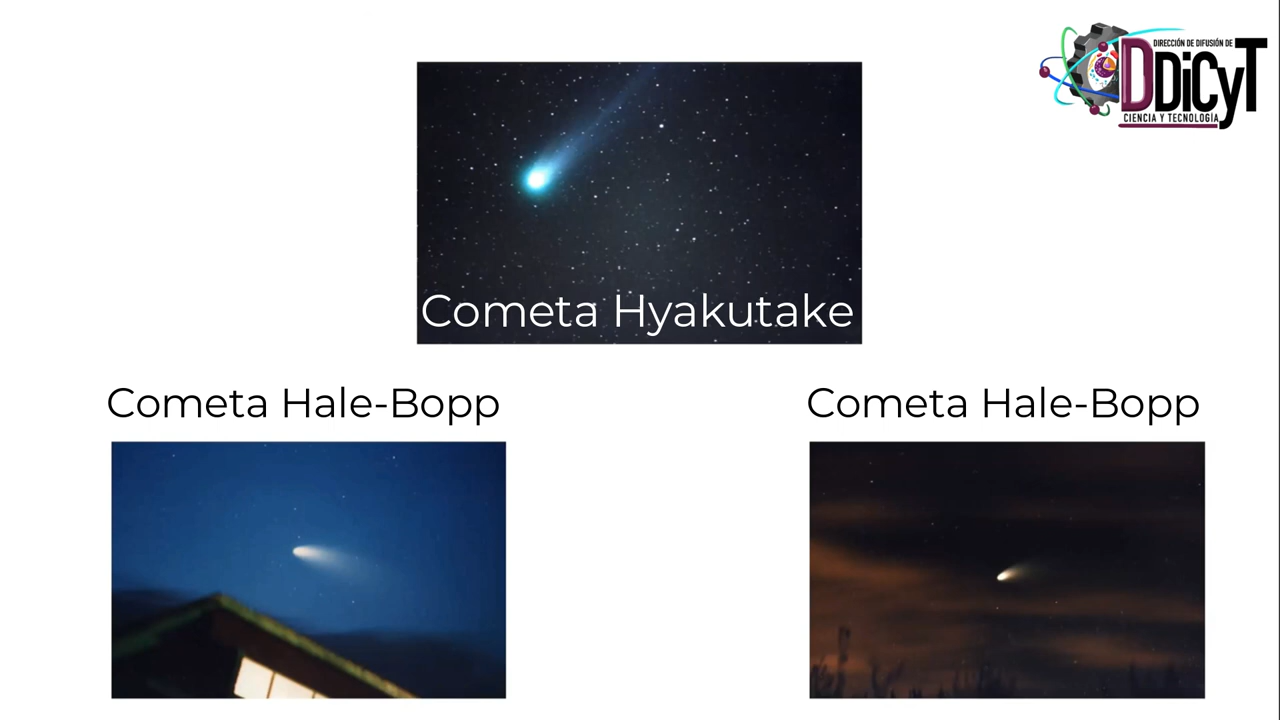 DIRECCIÓN DE DIFUSIÓN DE
DDiCyT
CIENCIA Y TECNOLOGÍA
Cometa Hyakutake
Cometa Hale-Bopp
Cometa Hale-Bopp